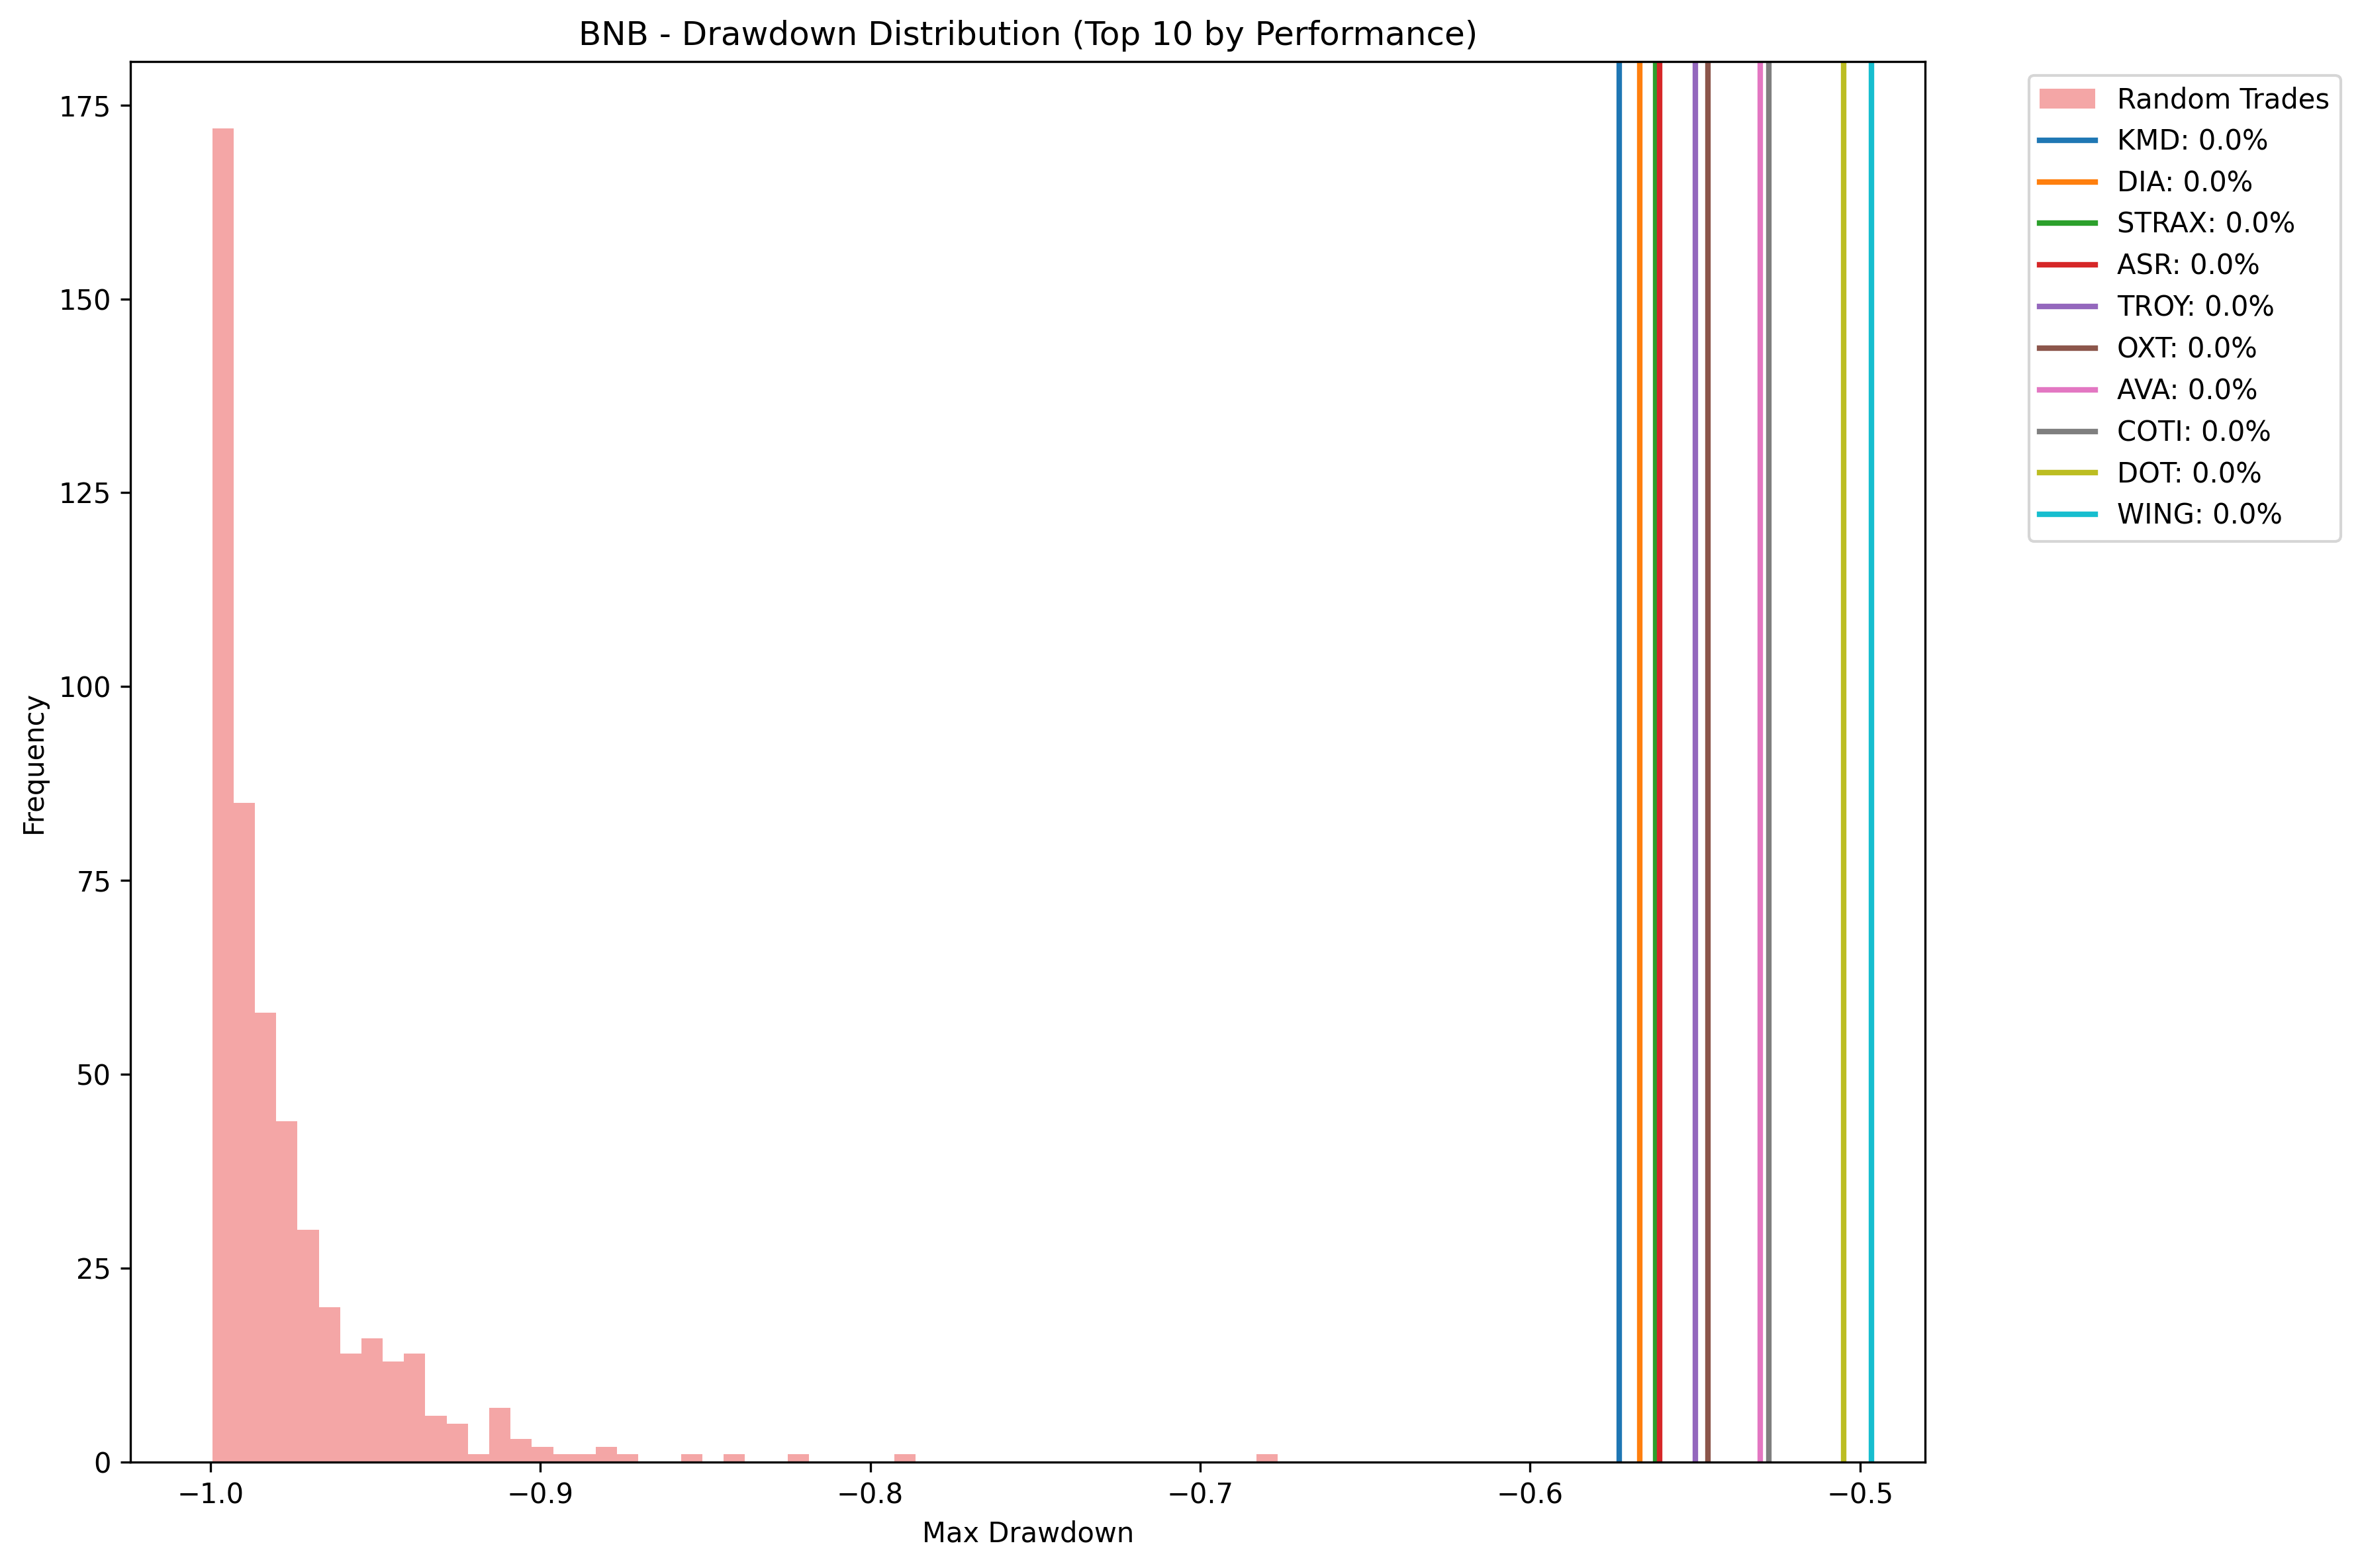 BNB - Drawdown Distribution (Top 10 by Performance)
Frequency
175
150
125
100
75
50
25
0
−1.0
−0.9
−0.8
−0.7
−0.6
−0.5
Max Drawdown
Random Trades
KMD: 0.0%
DIA: 0.0%
STRAX: 0.0%
ASR: 0.0%
TROY: 0.0%
OXT: 0.0%
AVA: 0.0%
COTI: 0.0%
DOT: 0.0%
WING: 0.0%